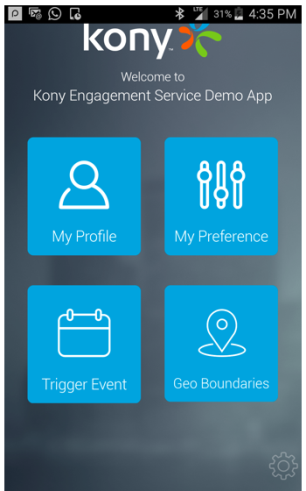 31% 4:35 PM
kony
Welcome to
Kony Engagement Service Demo App
My Profile
My Preference
Trigger Event
Geo Boundaries